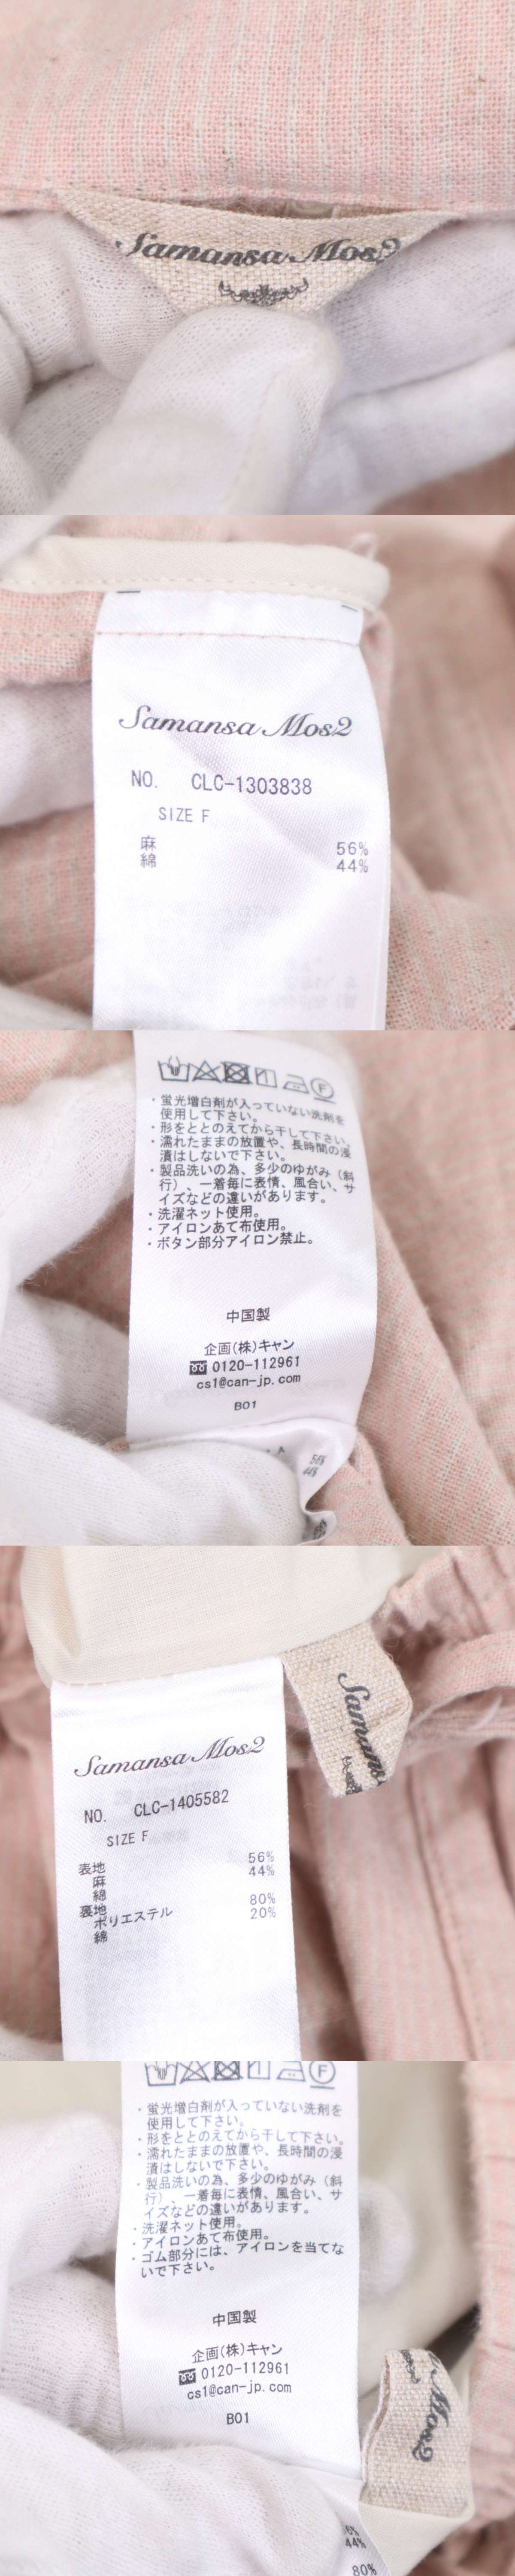 Samansa Mos2
Samansa Mos2
NO. CLC-1303838
SIZE F
麻 56%
綿 44%
F
・蛍光増白剤が入っていない洗剤を
使用して下さい。
・形をととのえてから干して下さい。
・濡れたままの放置や、長時間の浸
漬はしないで下さい。
・製品洗いの為、多少のゆがみ（斜
行）、一着毎に表情、風合い、サ
イズなどの違いがあります。
・洗濯ネット使用。
・アイロンあて布使用。
・ボタン部分アイロン禁止。
中国製
企画(株)キャン
0120-112961
cs1@can-jp.com
B01
56%
44%
Samansa Mos2
NO. CLC-1405582
SIZE F
表地
麻 56%
綿 44%
裏地
ポリエステル 80%
綿 20%
Samans
F
・蛍光増白剤が入っていない洗剤を
使用して下さい。
・形をととのえてから干して下さい。
・濡れたままの放置や、長時間の浸
漬はしないで下さい。
・製品洗いの為、多少のゆがみ（斜
行）、一着毎に表情、風合い、サ
イズなどの違いがあります。
・洗濯ネット使用。
・アイロンあて布使用。
・ゴム部分には、アイロンを当てな
いで下さい。
中国製
企画(株)キャン
0120-112961
cs1@can-jp.com
B01
Mos2
6%
44%
80%